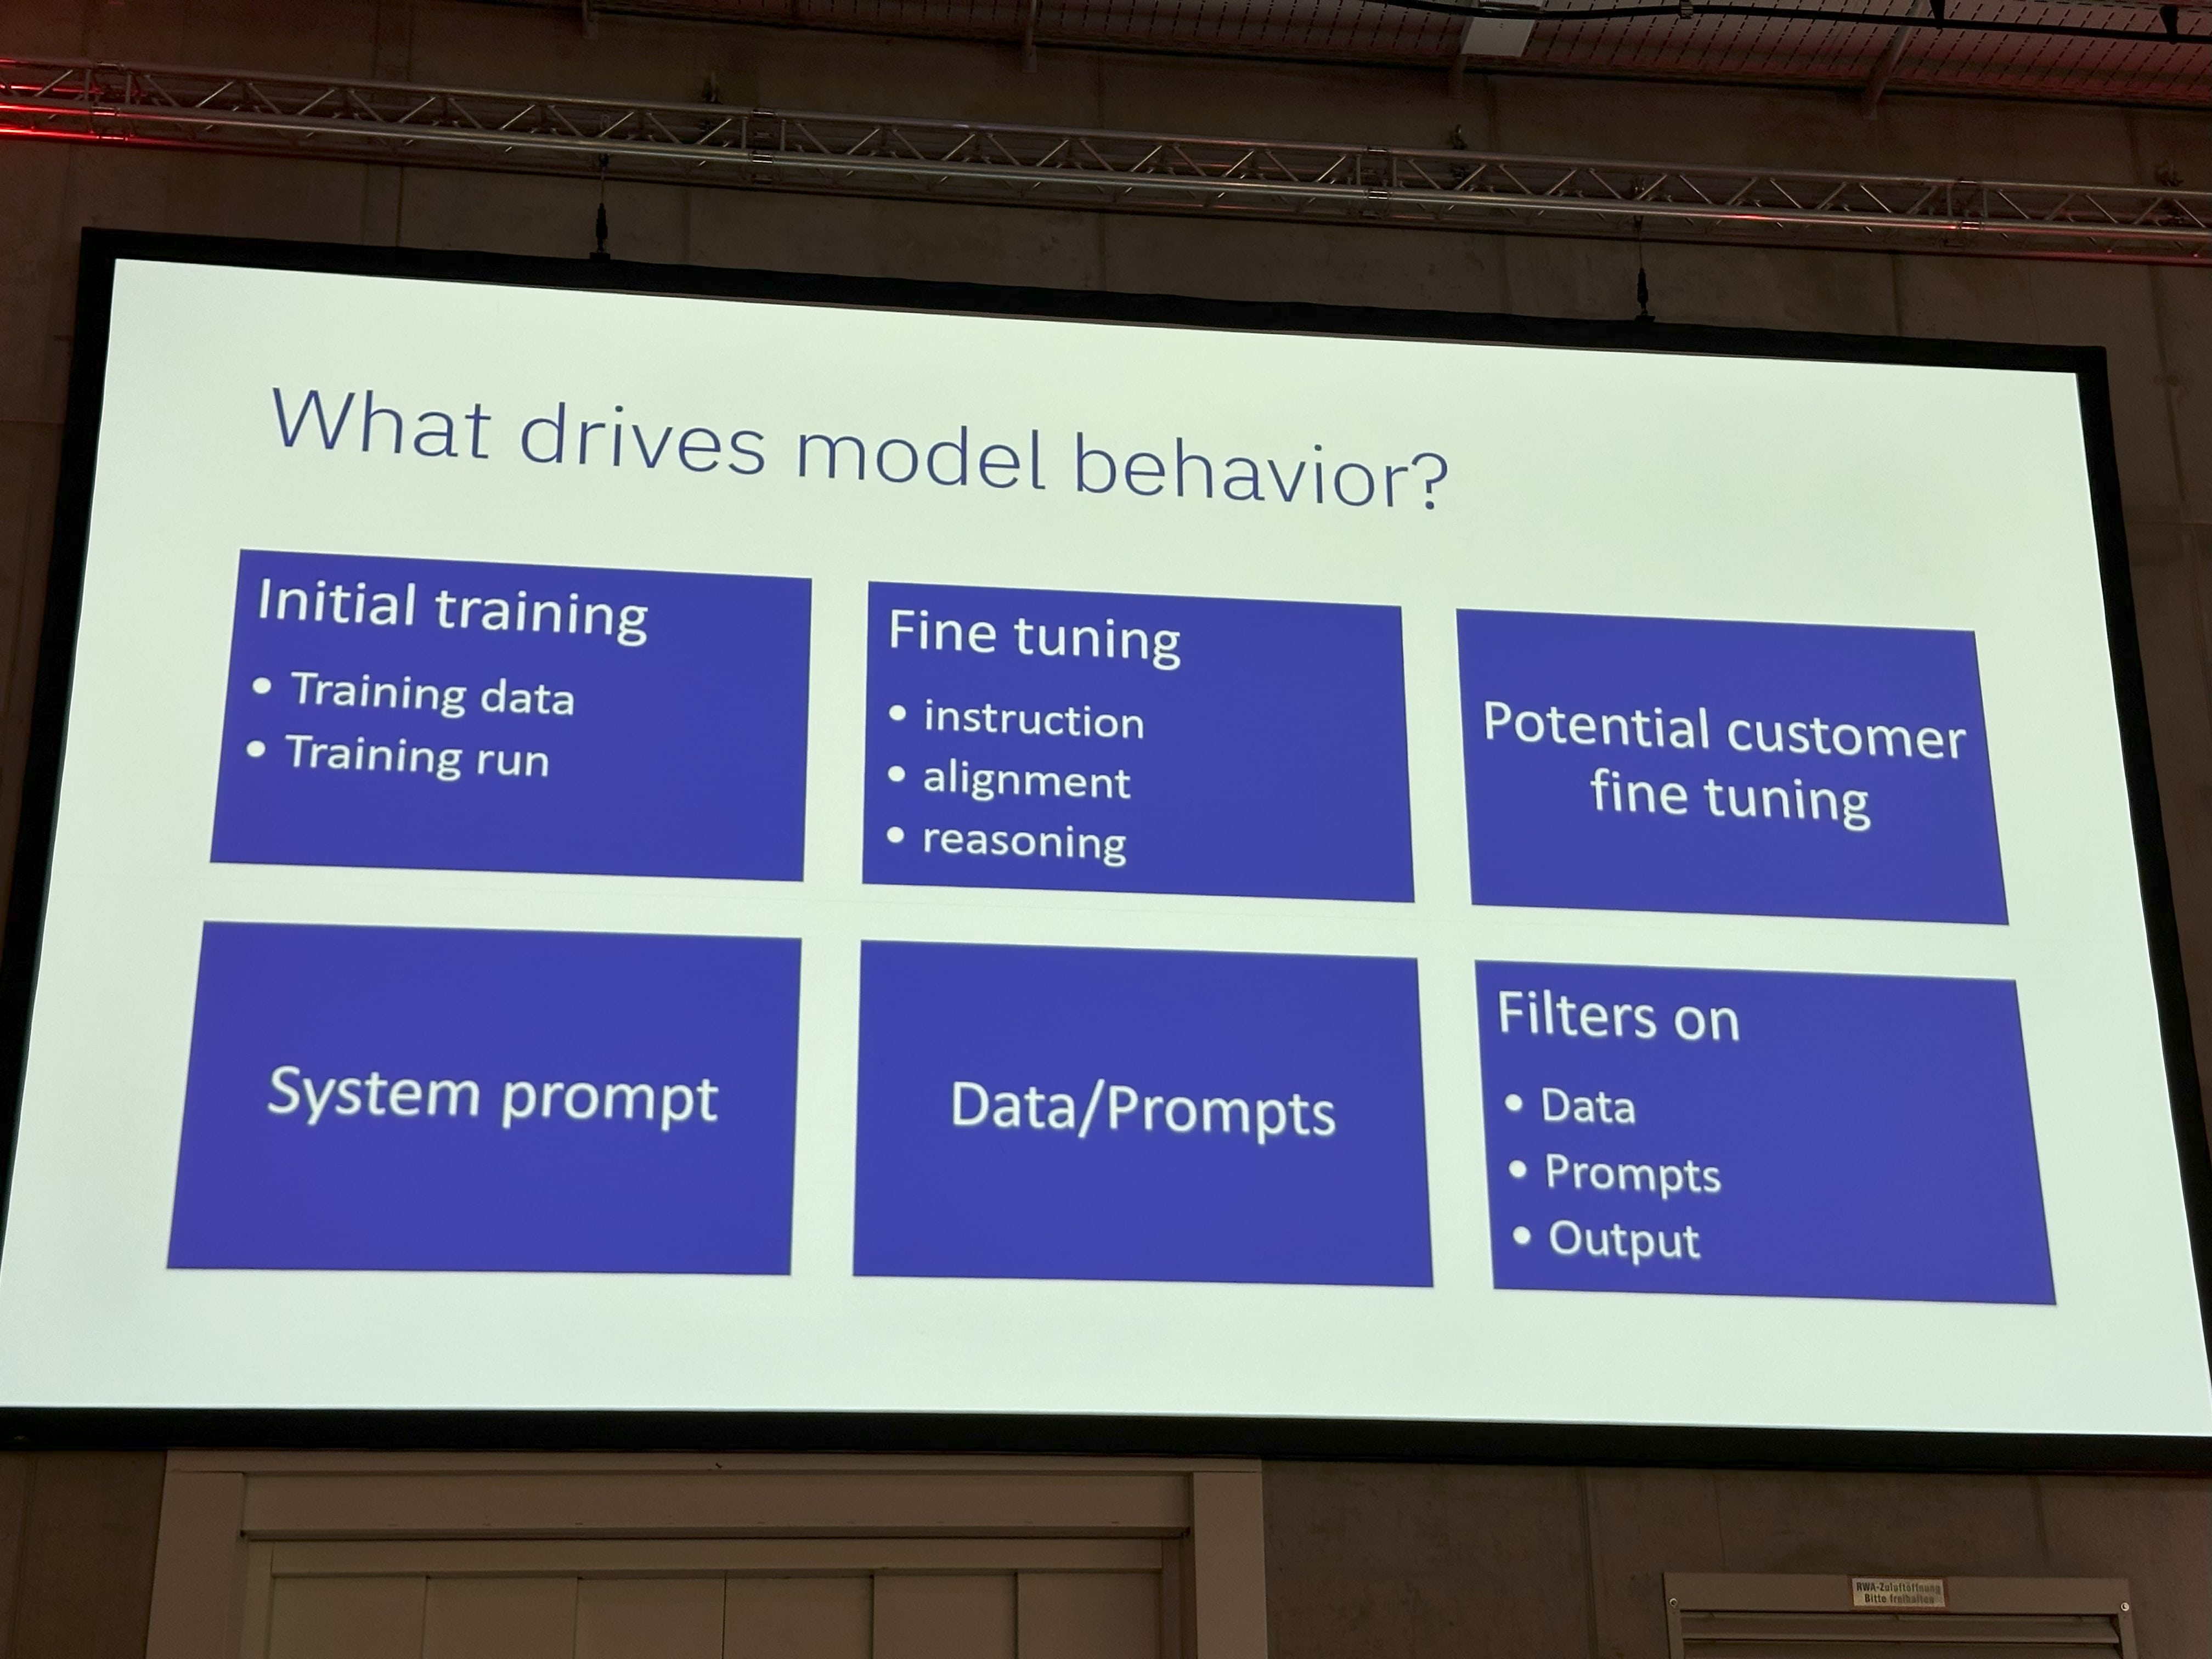 What drives model behavior?
Initial training
• Training data
• Training run
Fine tuning
• instruction
• alignment
• reasoning
Potential customer
fine tuning
System prompt
Data/Prompts
Filters on
• Data
• Prompts
• Output
RWA-Zuluftöffnung
Bitte freihalten